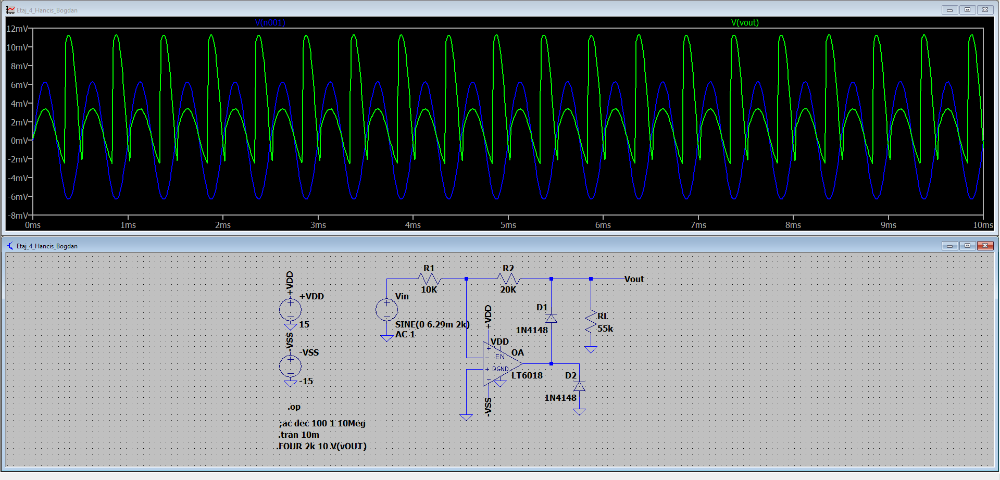 Etaj_4_Hancis_Bogdan
V(n001)
V(vout)
12mV
10mV
8mV
6mV
4mV
2mV
0mV
-2mV
-4mV
-6mV
-8mV
0ms
1ms
2ms
3ms
4ms
5ms
6ms
7ms
8ms
9ms
10ms
Etaj_4_Hancis_Bogdan
+VDD
+VDD
15
-VSS
-VSS
-15
.op
;ac dec 100 1 10Meg
.tran 10m
.FOUR 2k 10 V(vOUT)
R1
10K
R2
20K
Vout
Vin
SINE(0 6.29m 2k)
AC 1
+VDD
VDD
EN
OA
DGND
LT6018
-VSS
D1
1N4148
D2
1N4148
RL
55k